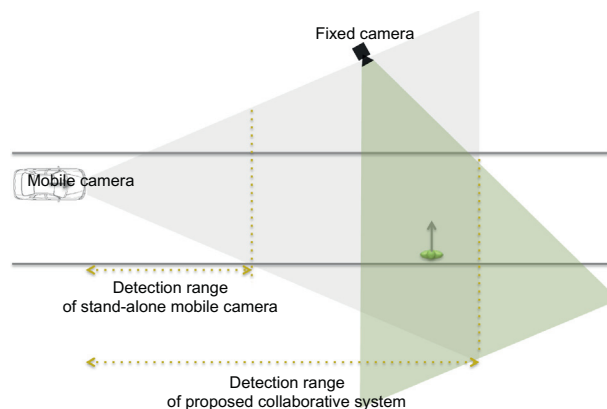 Fixed camera
Mobile camera
Detection range
of stand-alone mobile camera
Detection range
of proposed collaborative system